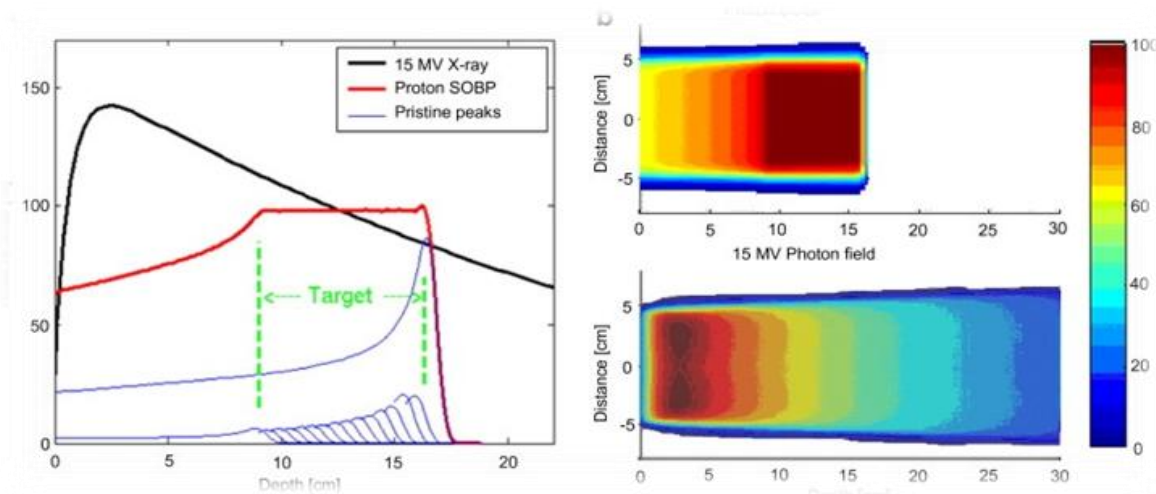 b
150
100
50
0
15 MV X-ray
Proton SOBP
Pristine peaks
Target
0 5 10 15 20
Depth [cm]
Distance [cm]
5
0
-5
0 5 10 15 20 25 30
15 MV Photon field
Distance [cm]
5
0
-5
0 5 10 15 20 25 30
Depth [cm]
100
80
60
40
20
0